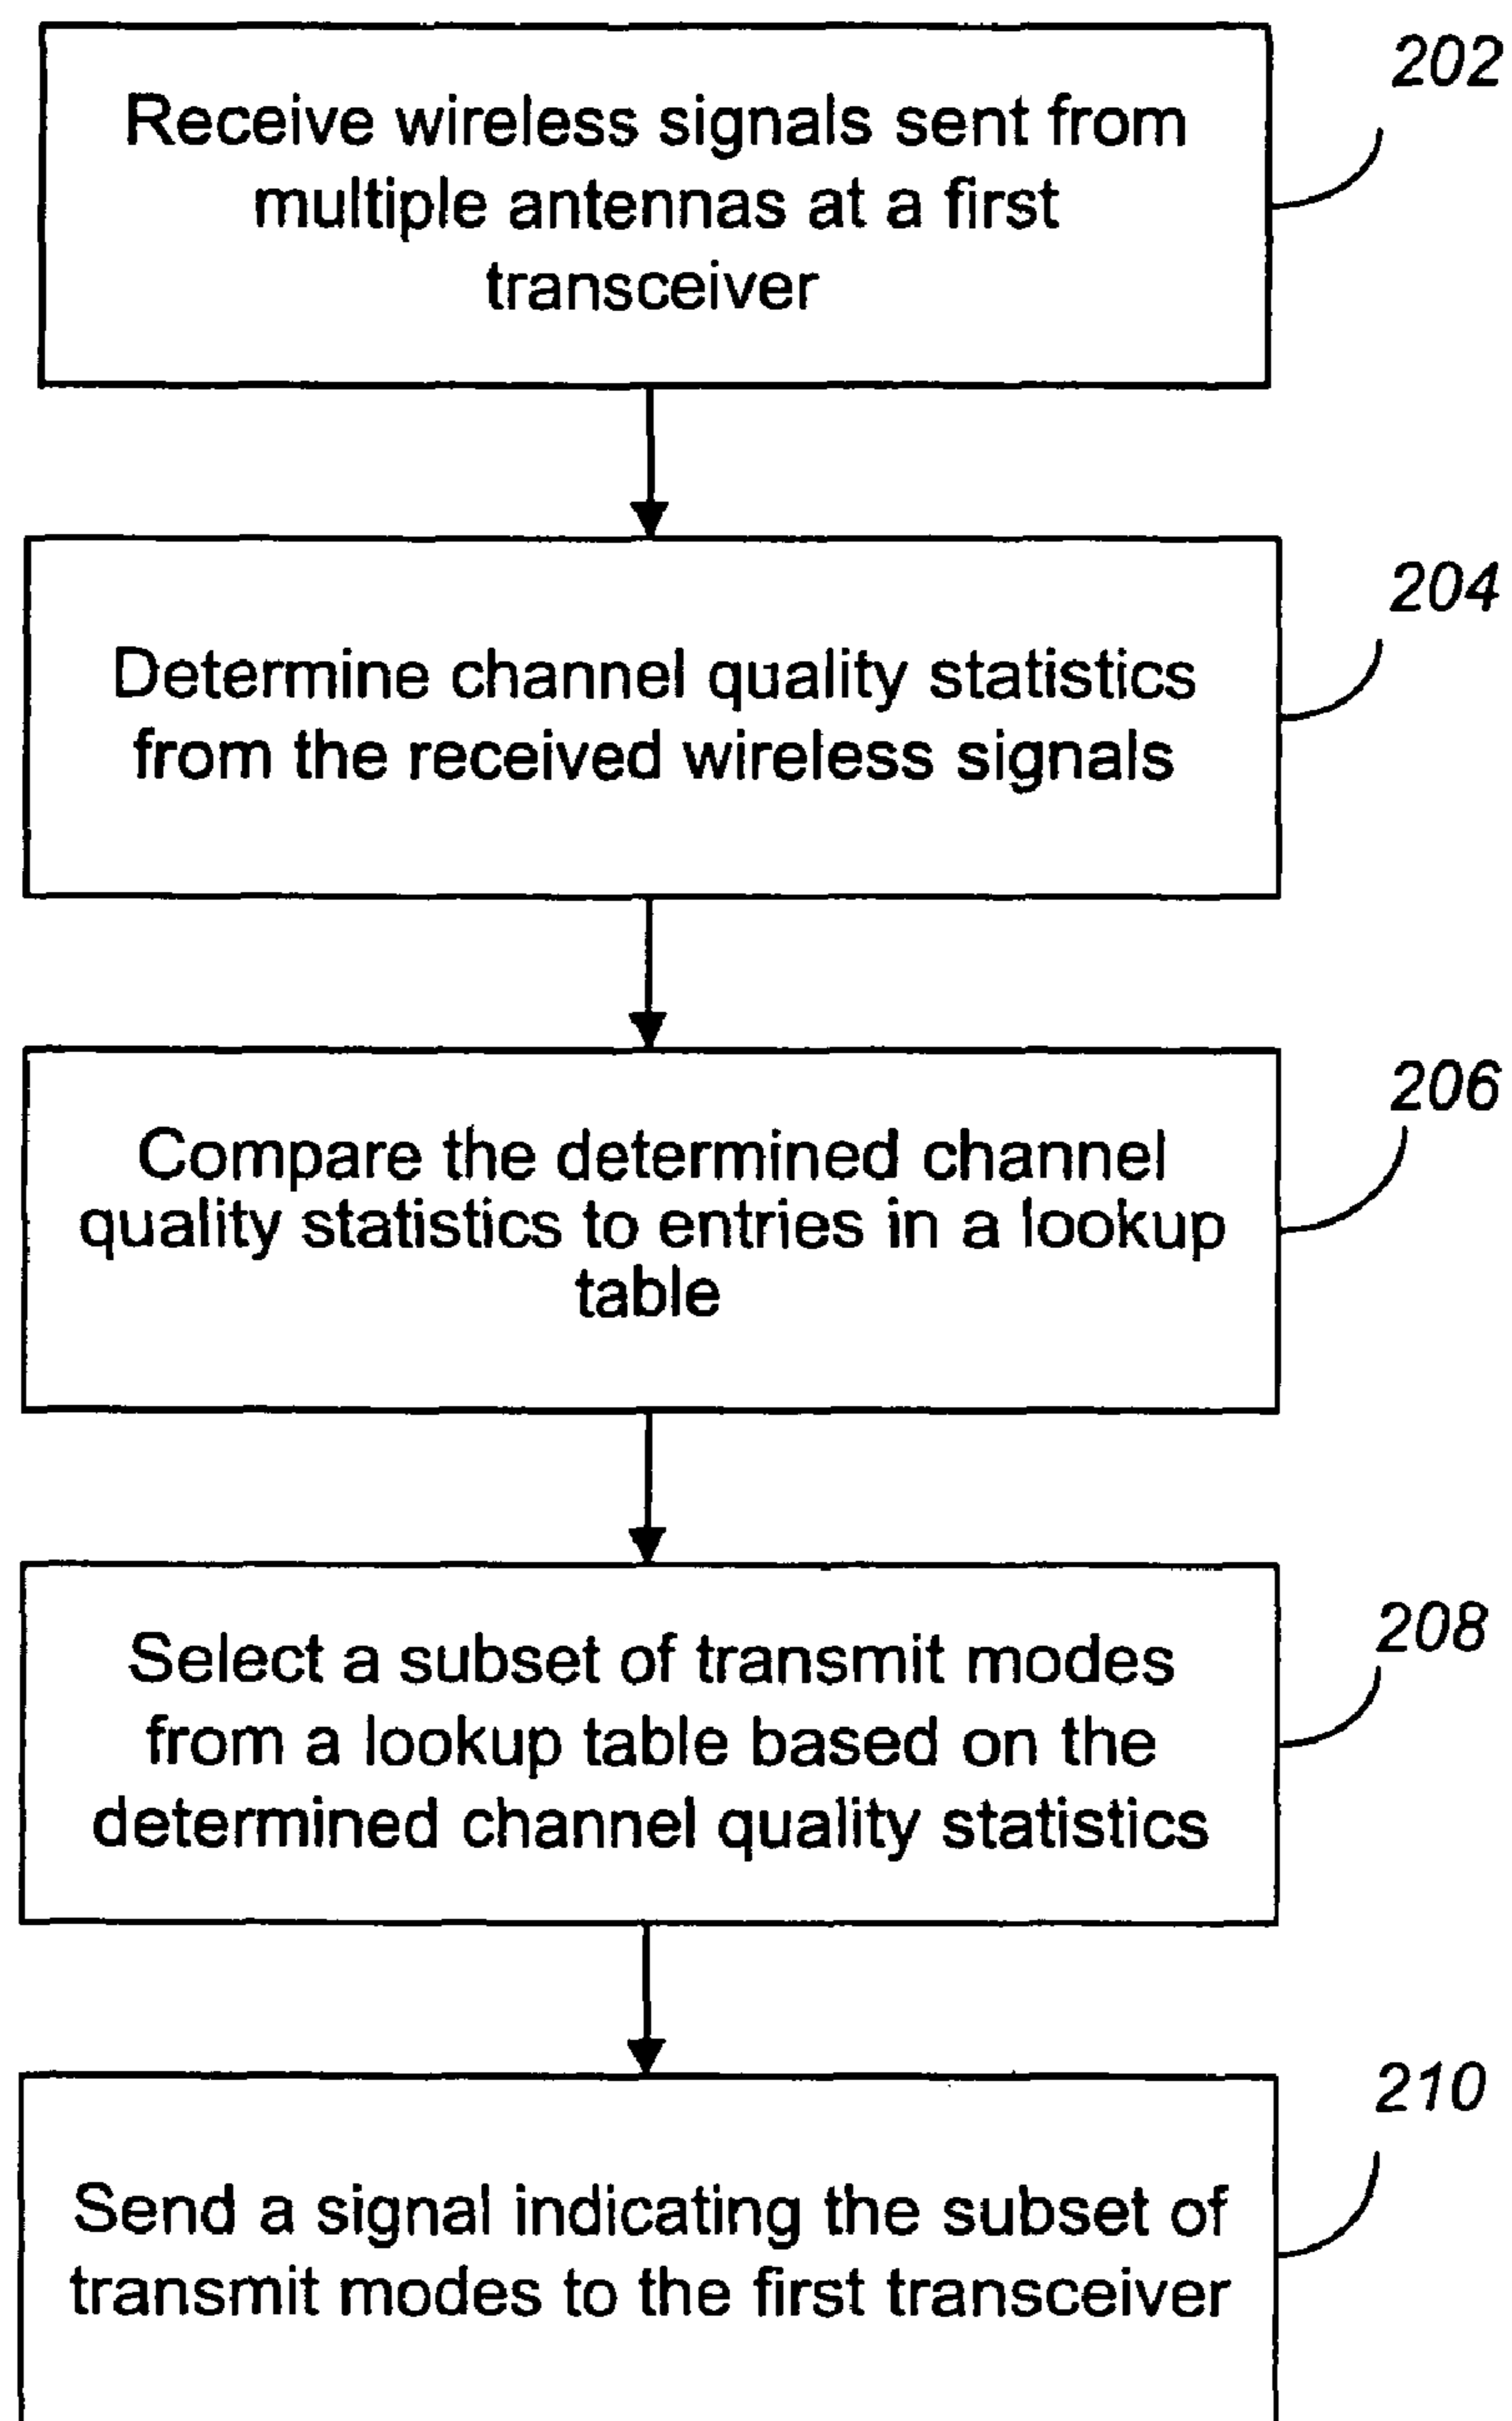 202
Receive wireless signals sent from
multiple antennas at a first
transceiver
204
Determine channel quality statistics
from the received wireless signals
206
Compare the determined channel
quality statistics to entries in a lookup
table
208
Select a subset of transmit modes
from a lookup table based on the
determined channel quality statistics
210
Send a signal indicating the subset of
transmit modes to the first transceiver